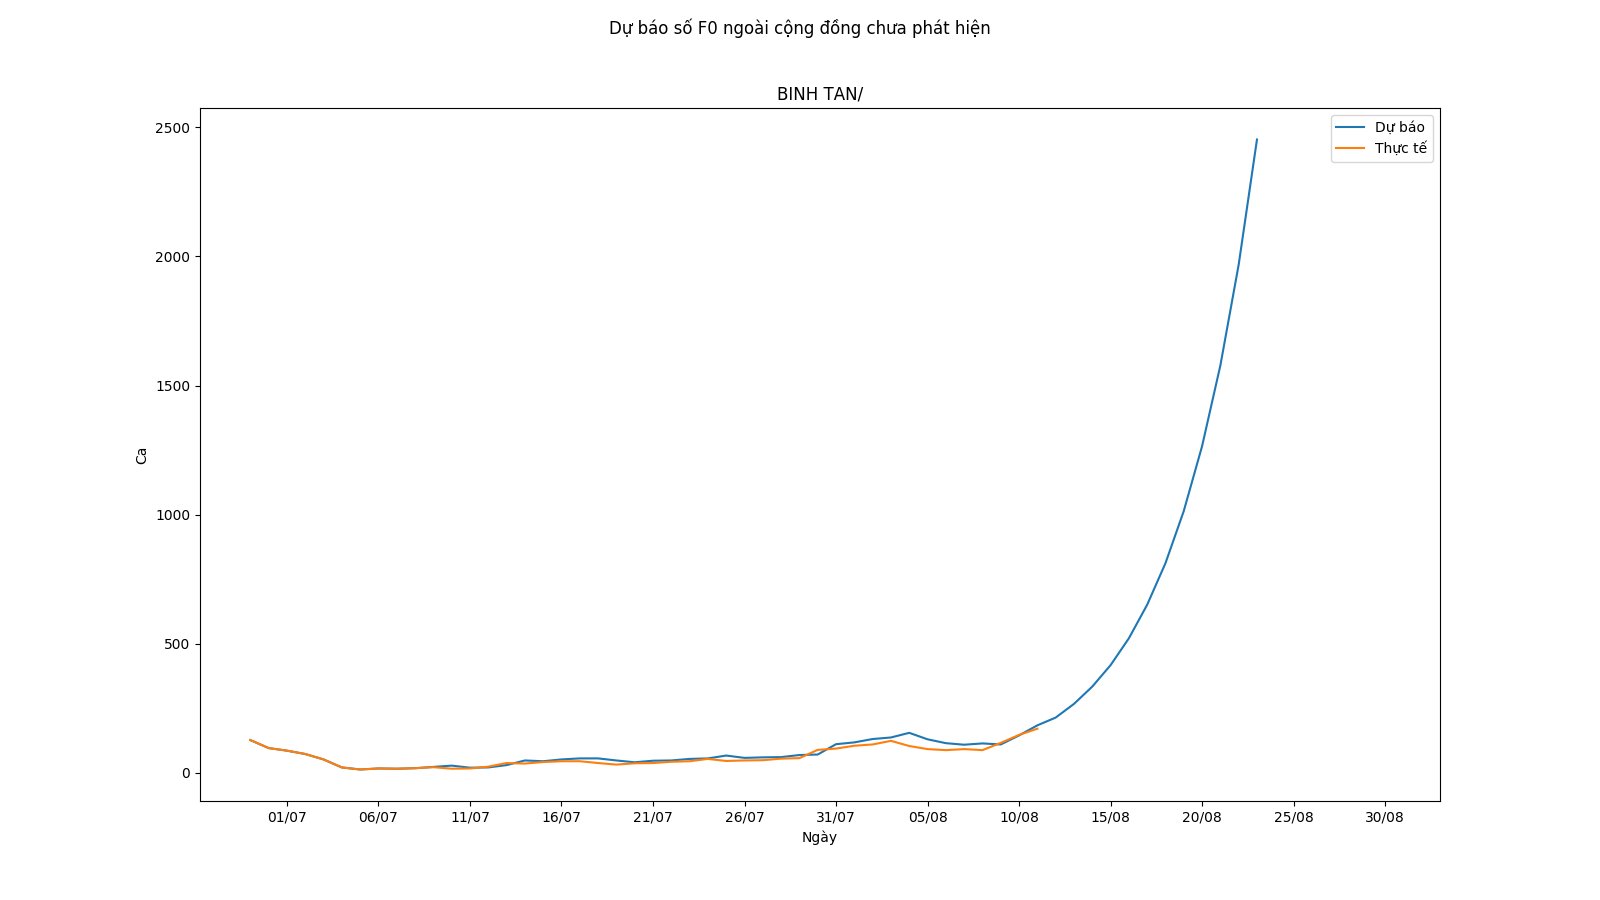 Dự báo số F0 ngoài cộng đồng chưa phát hiện
BINH TAN/
2500
2000
1500
1000
500
0
Ca
Dự báo
Thực tế
01/07 06/07 11/07 16/07 21/07 26/07 31/07 05/08 10/08 15/08 20/08 25/08 30/08
Ngày